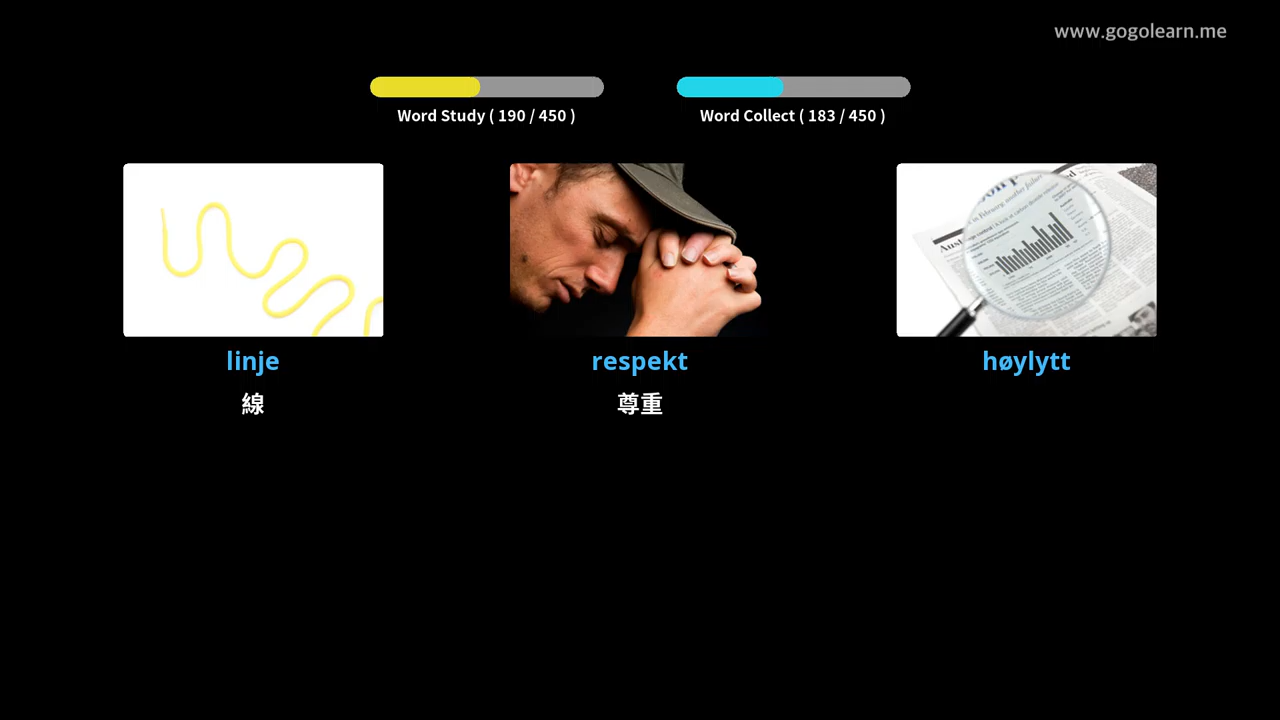 www.gogolearn.me
Word Study ( 190 / 450 )
Word Collect ( 183 / 450 )
linje
respekt
høylytt
線
尊重